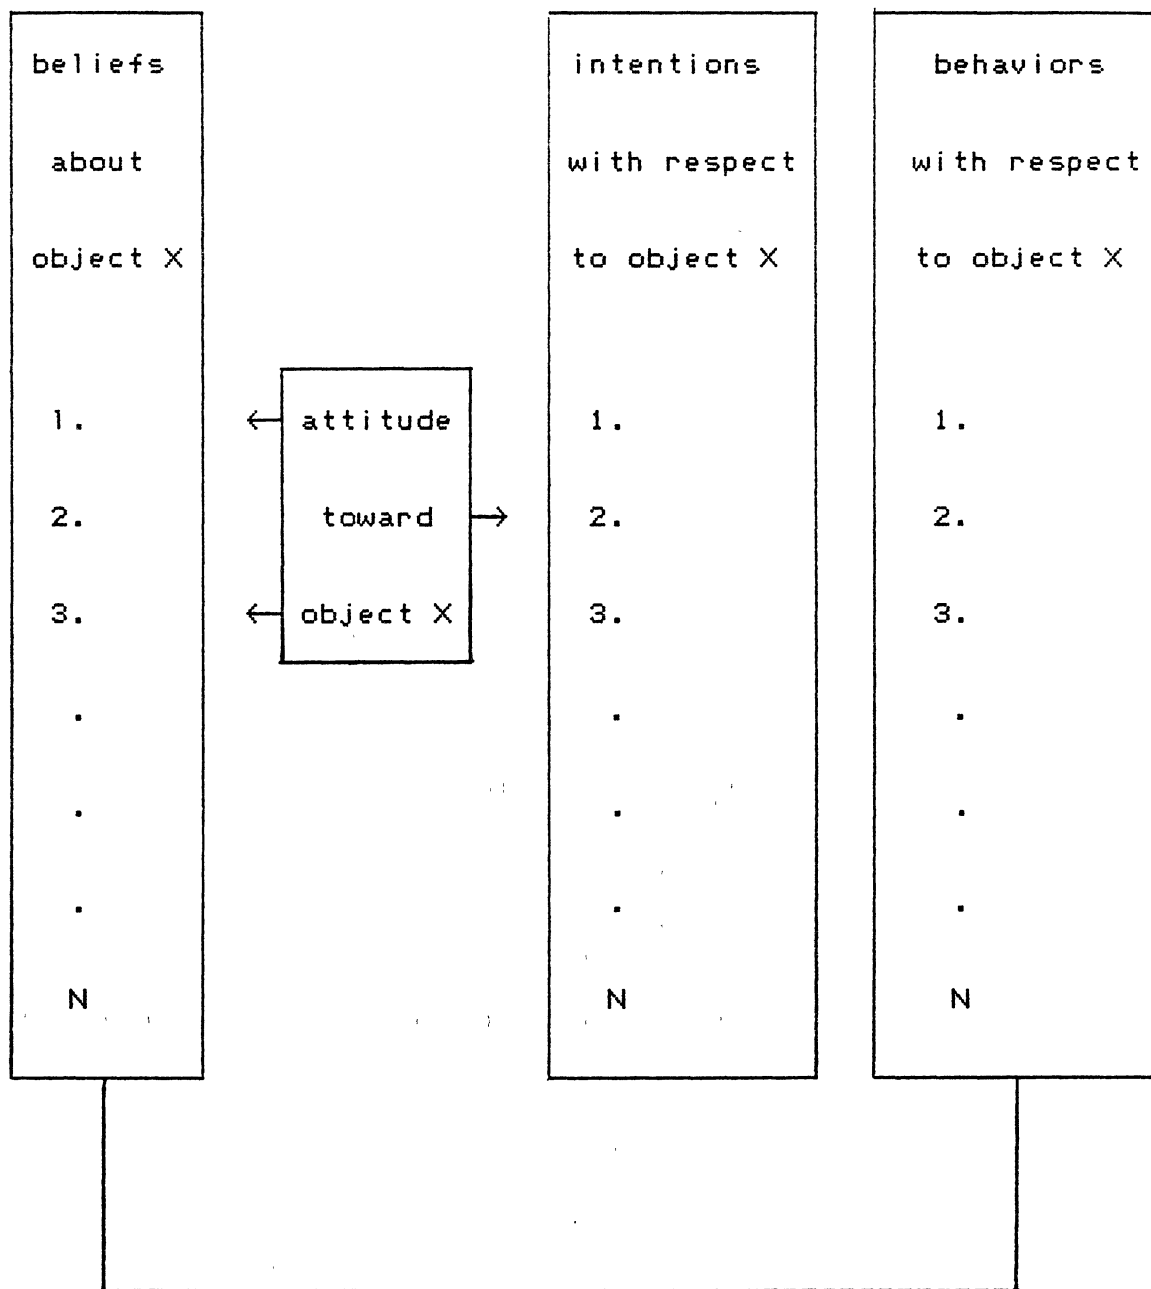 beliefs
about
object X
1.
2.
3.
.
.
.
N
attitude
toward
object X
intentions
with respect
to object X
1.
2.
3.
.
.
.
N
behaviors
with respect
to object X
1.
2.
3.
.
.
.
N